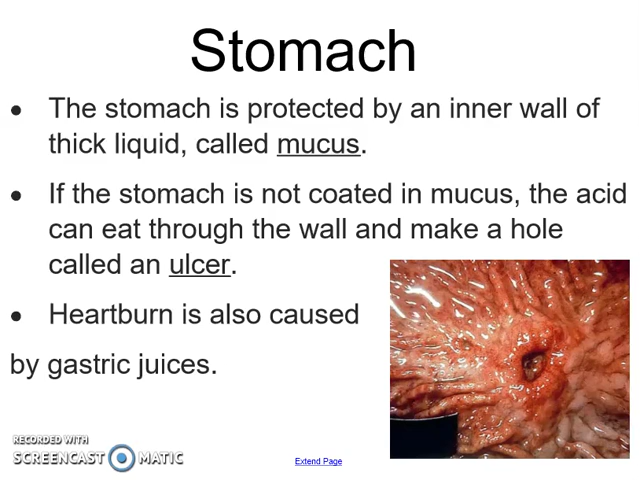 Stomach
• The stomach is protected by an inner wall of
thick liquid, called mucus.
• If the stomach is not coated in mucus, the acid
can eat through the wall and make a hole
called an ulcer.
• Heartburn is also caused
by gastric juices.
RECORDED WITH
SCREENCAST MATIC
Extend Page